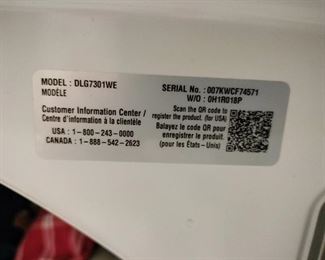 MODEL : DLG7301WE
MODÈLE
Customer Information Center /
Centre d'information à la clientèle
USA : 1-800-243-0000
CANADA : 1-888-542-2623
SERIAL No. : 007KWCF74571
W/O : 0H1R018P
Scan the QR code to
register the product. (for USA)
Balayez le code QR pour
enregistrer le produit.
(pour les États-Unis)